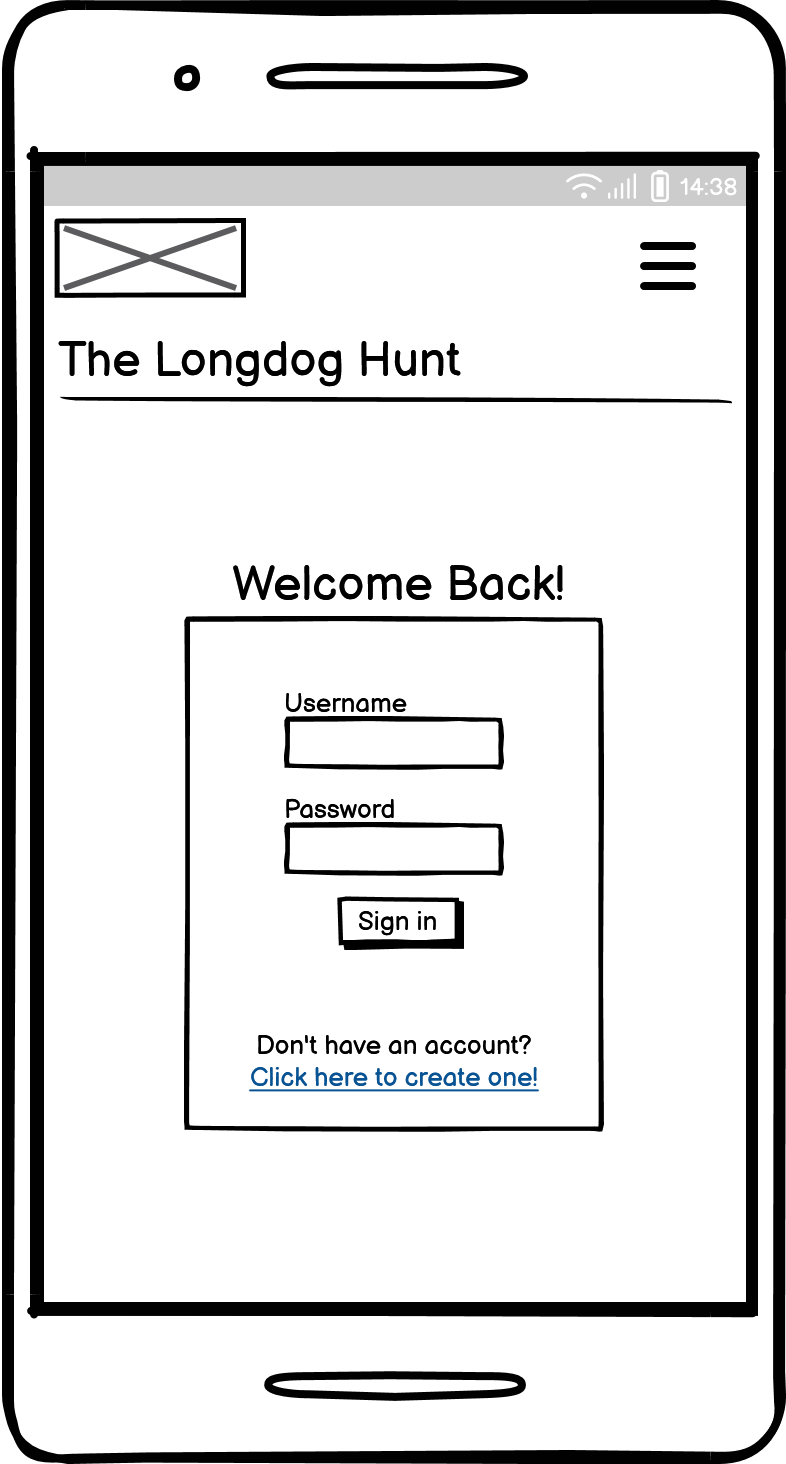 14:38
The Longdog Hunt
Welcome Back!
Username
Password
Sign in
Don't have an account?
Click here to create one!